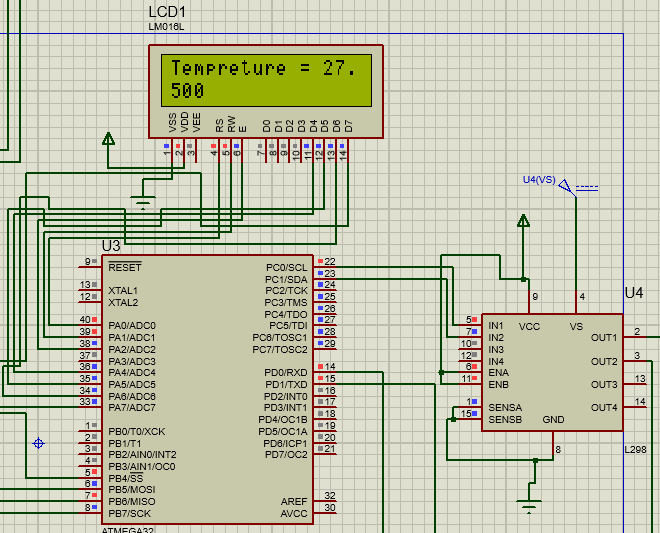 LCD1
LM016L
Tempreture = 27.
500
VSS
VDD
VEE
RS
RW
E
D0
D1
D2
D3
D4
D5
D6
D7
1
2
3
4
5
6
7
8
9
10
11
12
13
14
U4(VS)
U3
9 RESET
13 XTAL1
12 XTAL2
40 PA0/ADC0
39 PA1/ADC1
38 PA2/ADC2
37 PA3/ADC3
36 PA4/ADC4
35 PA5/ADC5
34 PA6/ADC6
33 PA7/ADC7
1 PB0/T0/XCK
2 PB1/T1
3 PB2/AIN0/INT2
4 PB3/AIN1/OC0
5 PB4/SS
6 PB5/MOSI
7 PB6/MISO
8 PB7/SCK
PC0/SCL 22
PC1/SDA 23
PC2/TCK 24
PC3/TMS 25
PC4/TDO 26
PC5/TDI 27
PC6/TOSC1 28
PC7/TOSC2 29
PD0/RXD 14
PD1/TXD 15
PD2/INT0 16
PD3/INT1 17
PD4/OC1B 18
PD5/OC1A 19
PD6/ICP1 20
PD7/OC2 21
AREF 32
AVCC 30
ATMEGA32
U4
9
4
VCC
VS
5 IN1
7 IN2
10 IN3
12 IN4
6 ENA
11 ENB
1 SENSA
15 SENSB
OUT1 2
OUT2 3
OUT3 13
OUT4 14
GND
8
L298